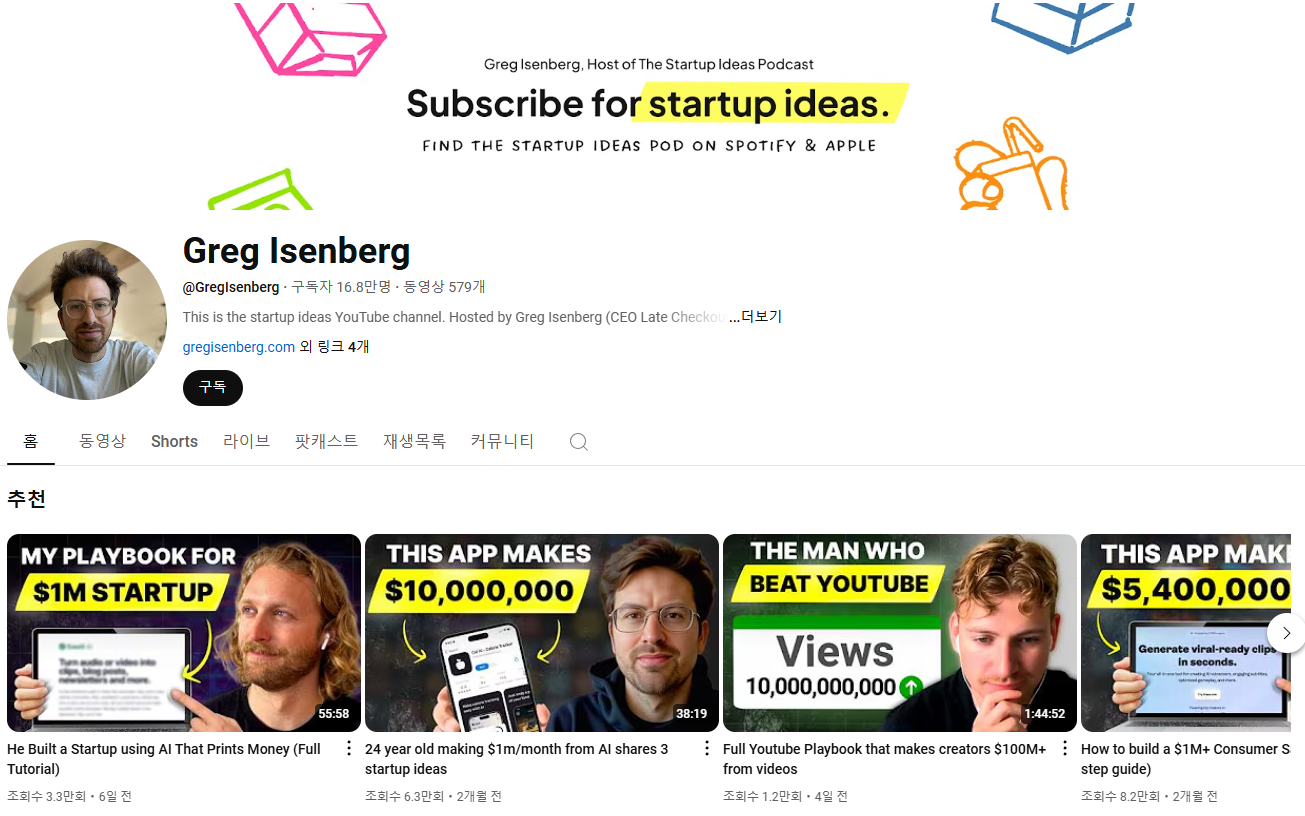 Greg Isenberg, Host of The Startup Ideas Podcast
Subscribe for startup ideas.
FIND THE STARTUP IDEAS POD ON SPOTIFY & APPLE
Greg Isenberg
@GregIsenberg · 구독자 16.8만명 · 동영상 579개
This is the startup ideas YouTube channel. Hosted by Greg Isenberg (CEO Late Checkou ...더보기
gregisenberg.com 외 링크 4개
구독
홈 동영상 Shorts 라이브 팟캐스트 재생목록 커뮤니티
추천
MY PLAYBOOK FOR
$1M STARTUP
Turn audio or video into
clips, blog posts,
newsletters and more.
55:58
He Built a Startup using AI That Prints Money (Full
Tutorial)
조회수 3.3만회 · 6일 전
THIS APP MAKES
$10,000,000
38:19
24 year old making $1m/month from AI shares 3
startup ideas
조회수 6.3만회 · 2개월 전
THE MAN WHO
BEAT YOUTUBE
Views
10,000,000,000
1:44:52
Full Youtube Playbook that makes creators $100M+
from videos
조회수 1.2만회 · 4일 전
THIS APP MAKE
$5,400,000
Generate viral-ready clips
in seconds.
How to build a $1M+ Consumer S
step guide)
조회수 8.2만회 · 2개월 전